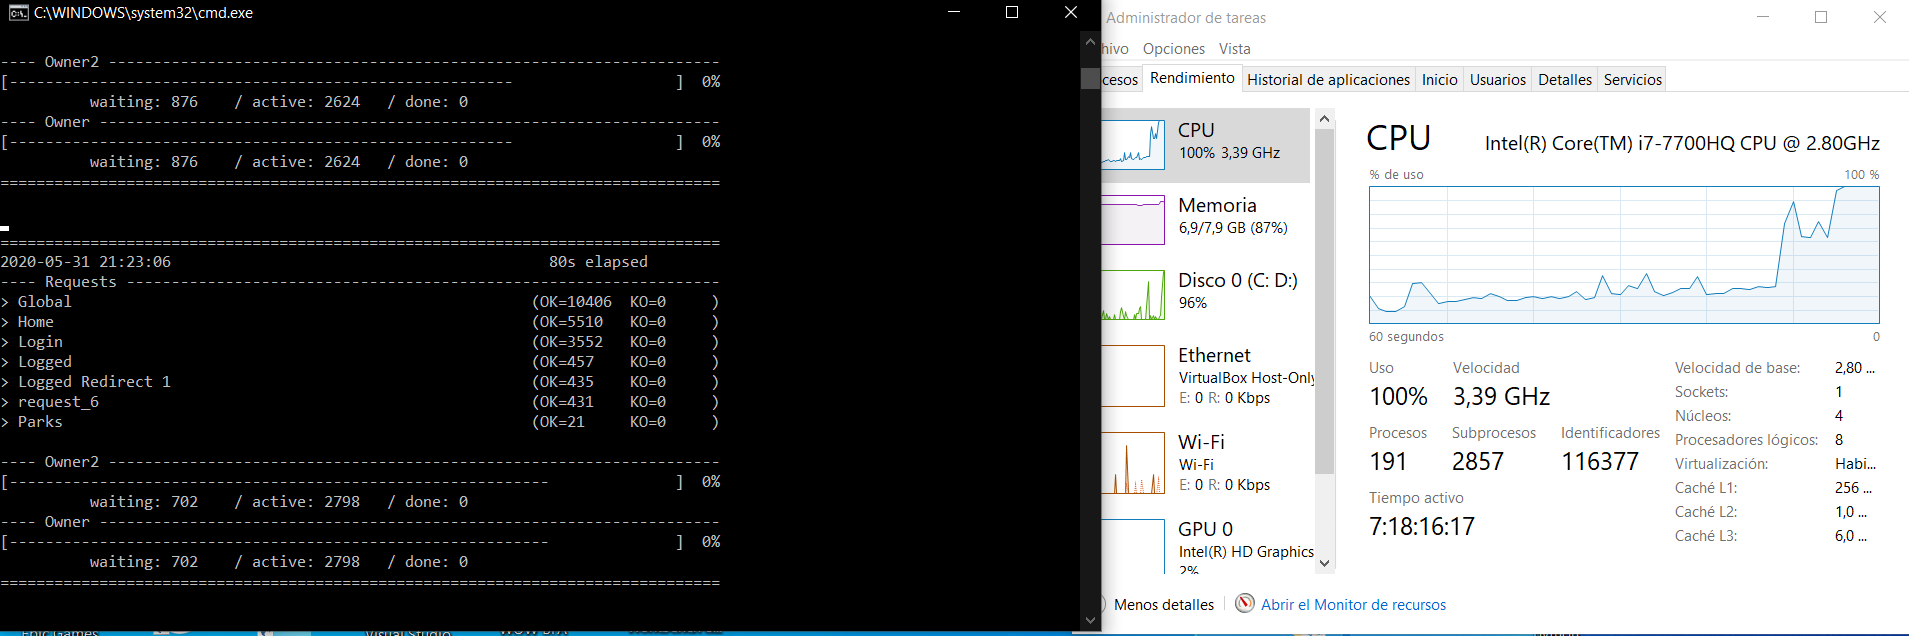 C:\WINDOWS\system32\cmd.exe
---- Owner2 --------------------------------------------------------------------
[--------------------------------------------------------                  ]  0%
          waiting: 876    / active: 2624   / done: 0
---- Owner ---------------------------------------------------------------------
[--------------------------------------------------------                  ]  0%
          waiting: 876    / active: 2624   / done: 0
================================================================================
================================================================================
2020-05-31 21:23:06                                          80s elapsed
---- Requests ------------------------------------------------------------------
> Global                                                   (OK=10406  KO=0     )
> Home                                                     (OK=5510   KO=0     )
> Login                                                    (OK=3552   KO=0     )
> Logged                                                   (OK=457    KO=0     )
> Logged Redirect 1                                        (OK=435    KO=0     )
> request_6                                                (OK=431    KO=0     )
> Parks                                                    (OK=21     KO=0     )
---- Owner2 --------------------------------------------------------------------
[------------------------------------------------------------              ]  0%
          waiting: 702    / active: 2798   / done: 0
---- Owner ---------------------------------------------------------------------
[------------------------------------------------------------              ]  0%
          waiting: 702    / active: 2798   / done: 0
================================================================================
Administrador de tareas
hivo Opciones Vista
cesos Rendimiento Historial de aplicaciones Inicio Usuarios Detalles Servicios
CPU
100% 3,39 GHz
Memoria
6,9/7,9 GB (87%)
Disco 0 (C: D:)
96%
Ethernet
VirtualBox Host-Only
E: 0 R: 0 Kbps
Wi-Fi
Wi-Fi
E: 0 R: 0 Kbps
GPU 0
Intel(R) HD Graphics
2%
CPU Intel(R) Core(TM) i7-7700HQ CPU @ 2.80GHz
% de uso 100 %
60 segundos 0
Uso Velocidad
100% 3,39 GHz
Procesos Subprocesos Identificadores
191 2857 116377
Tiempo activo
7:18:16:17
Velocidad de base: 2,80 ...
Sockets: 1
Núcleos: 4
Procesadores lógicos: 8
Virtualización: Habi...
Caché L1: 256 ...
Caché L2: 1,0 ...
Caché L3: 6,0 ...
Menos detalles Abrir el Monitor de recursos
Epic Games Visual Studio